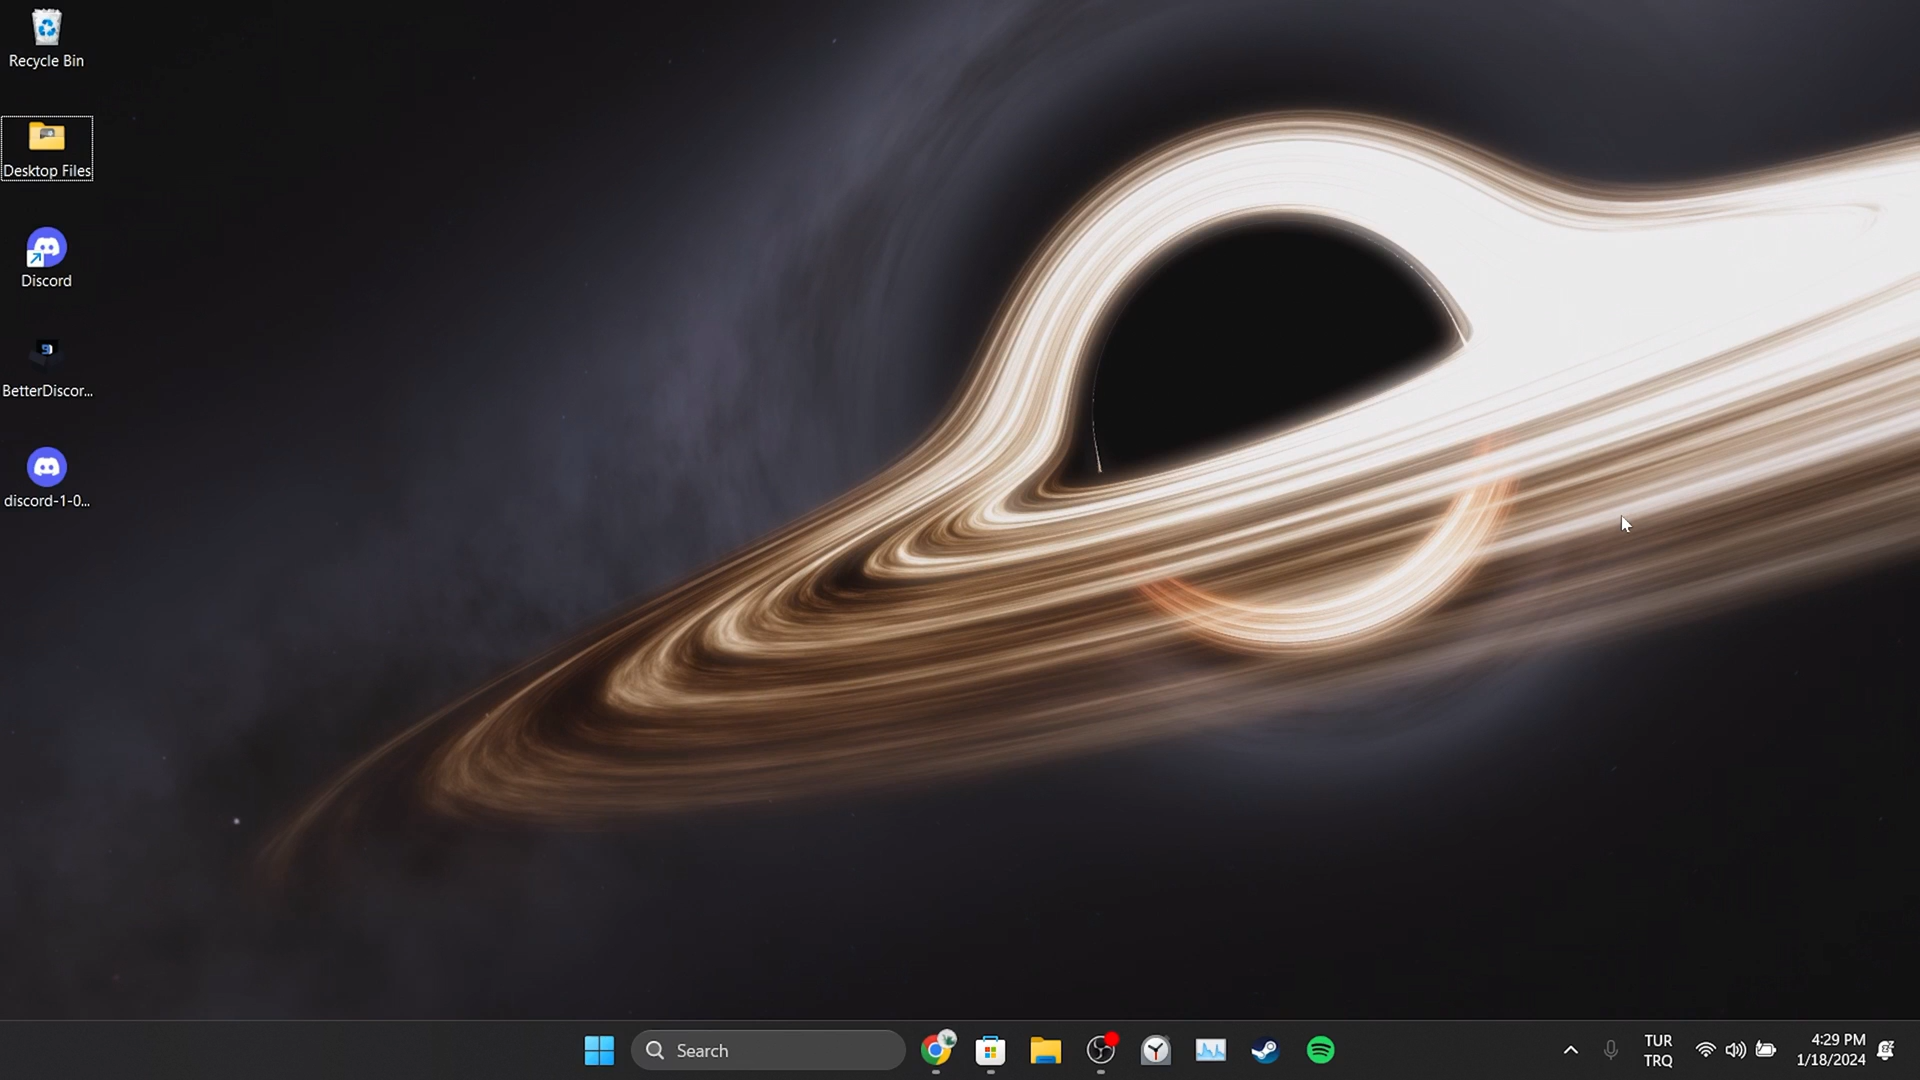 Recycle Bin
Desktop Files
Discord
BetterDiscor...
discord-1-0...
Search
TUR
TRQ
4:29 PM
1/18/2024